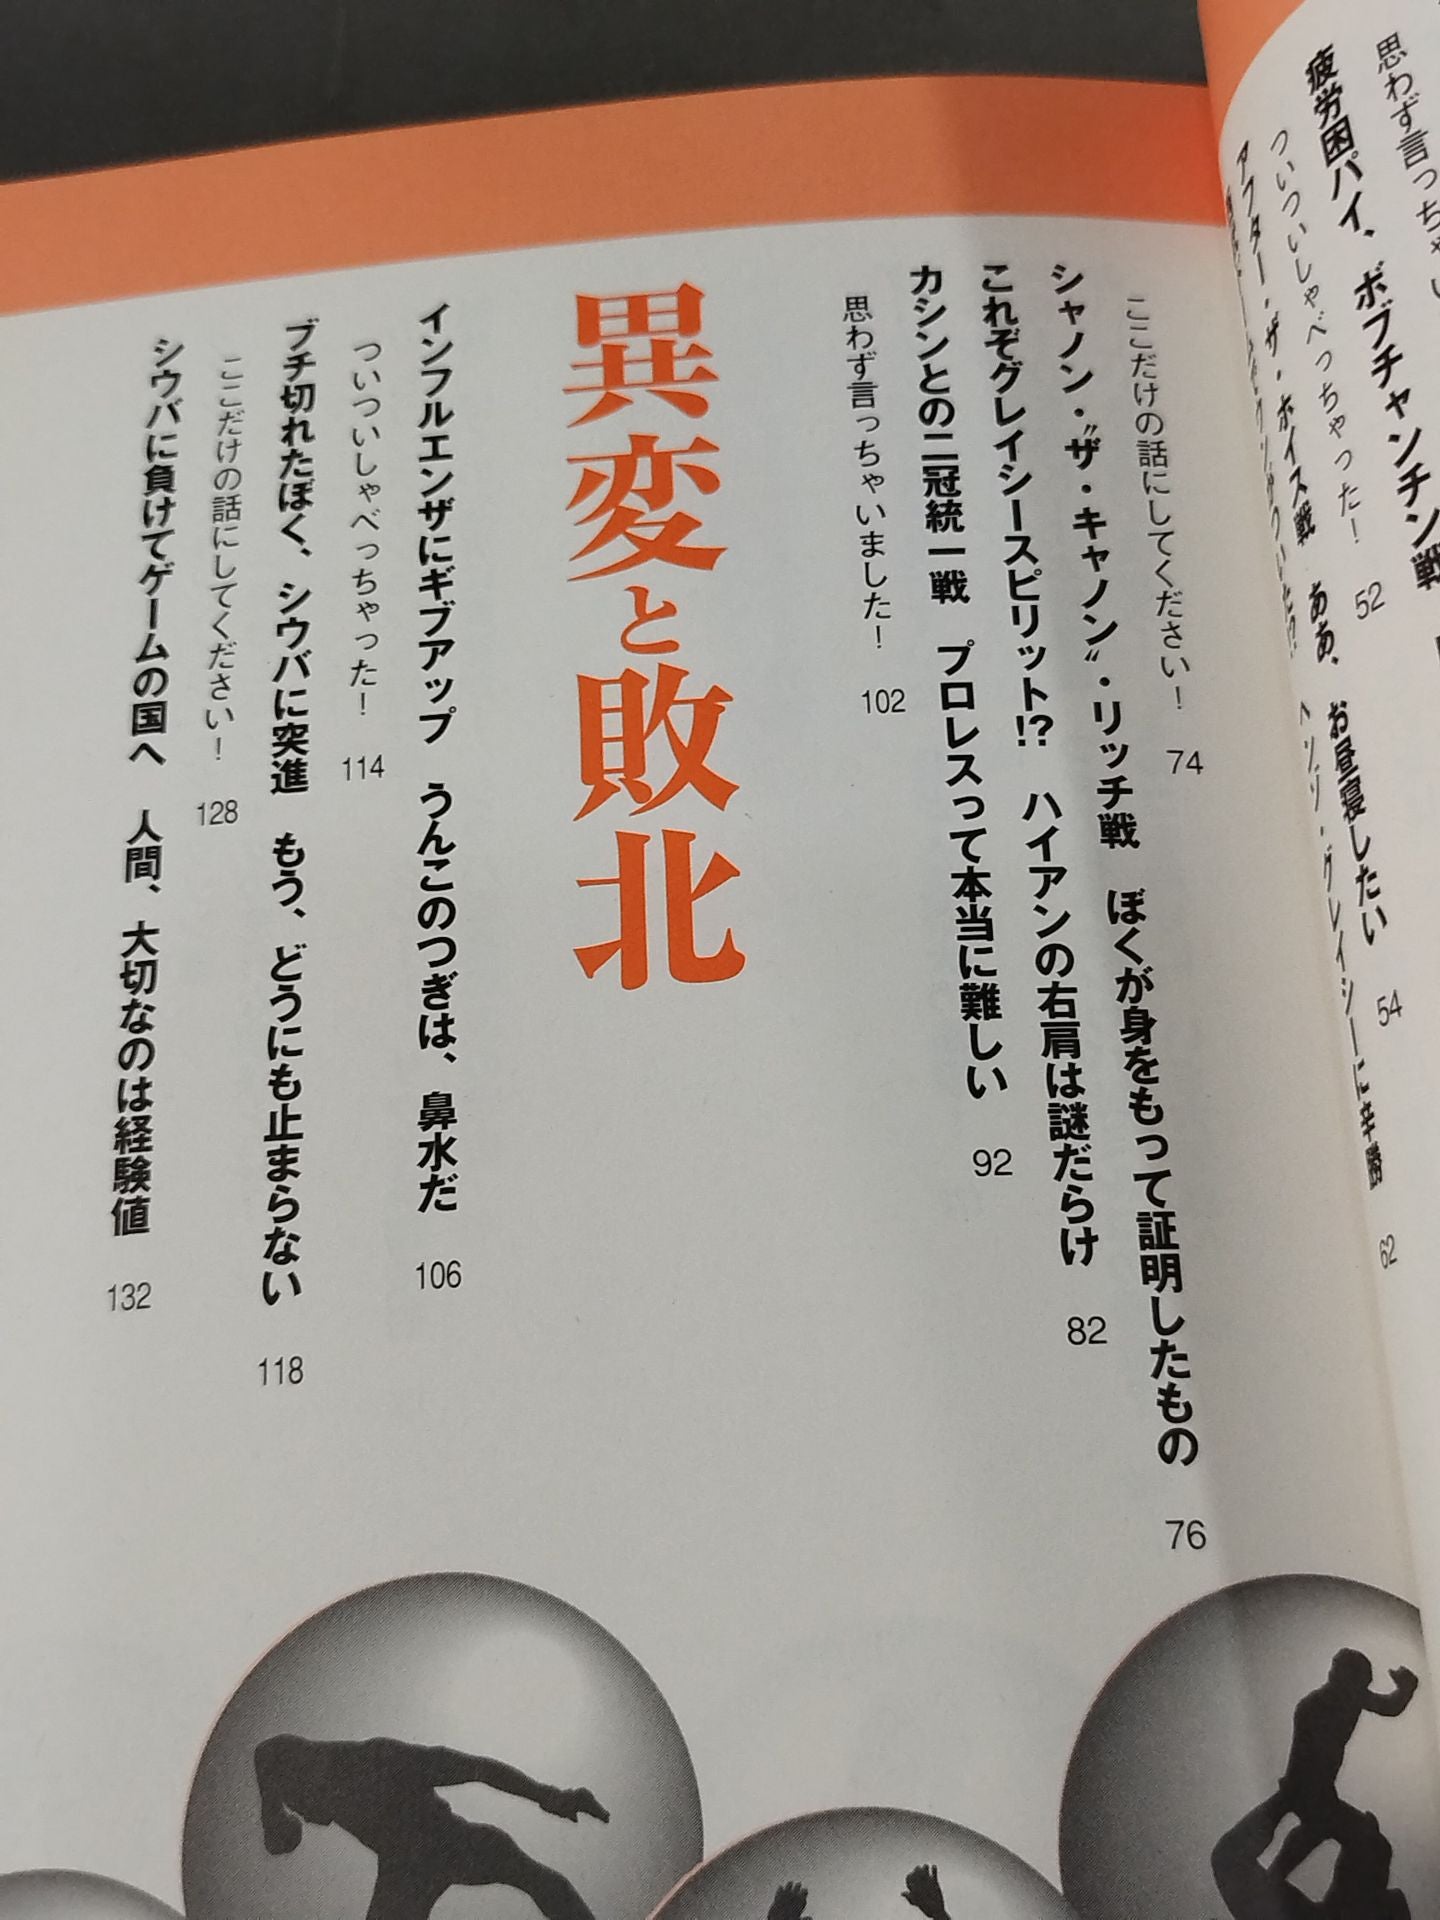 思わず言っちゃい
疲労困パイ、ボブチャンチン戦
ついついしゃべっちゃった！ 52
アフター・ザ・ホイス戦 ああ、お昼寝したい 54
ヘンゾ・グレイシーに辛勝 62
ここだけの話にしてください！ 74
シャノン・〝ザ・キャノン〟・リッチ戦 ぼくが身をもって証明したもの 76
これぞグレイシースピリット!? ハイアンの右肩は謎だらけ 82
カシンとの二冠統一戦 プロレスって本当に難しい 92
思わず言っちゃいました！ 102
異変と敗北
インフルエンザにギブアップ うんこのつぎは、鼻水だ 106
ついついしゃべっちゃった！ 114
ブチ切れたぼく、シウバに突進 もう、どうにも止まらない 118
ここだけの話にしてください！ 128
シウバに負けてゲームの国へ 人間、大切なのは経験値 132